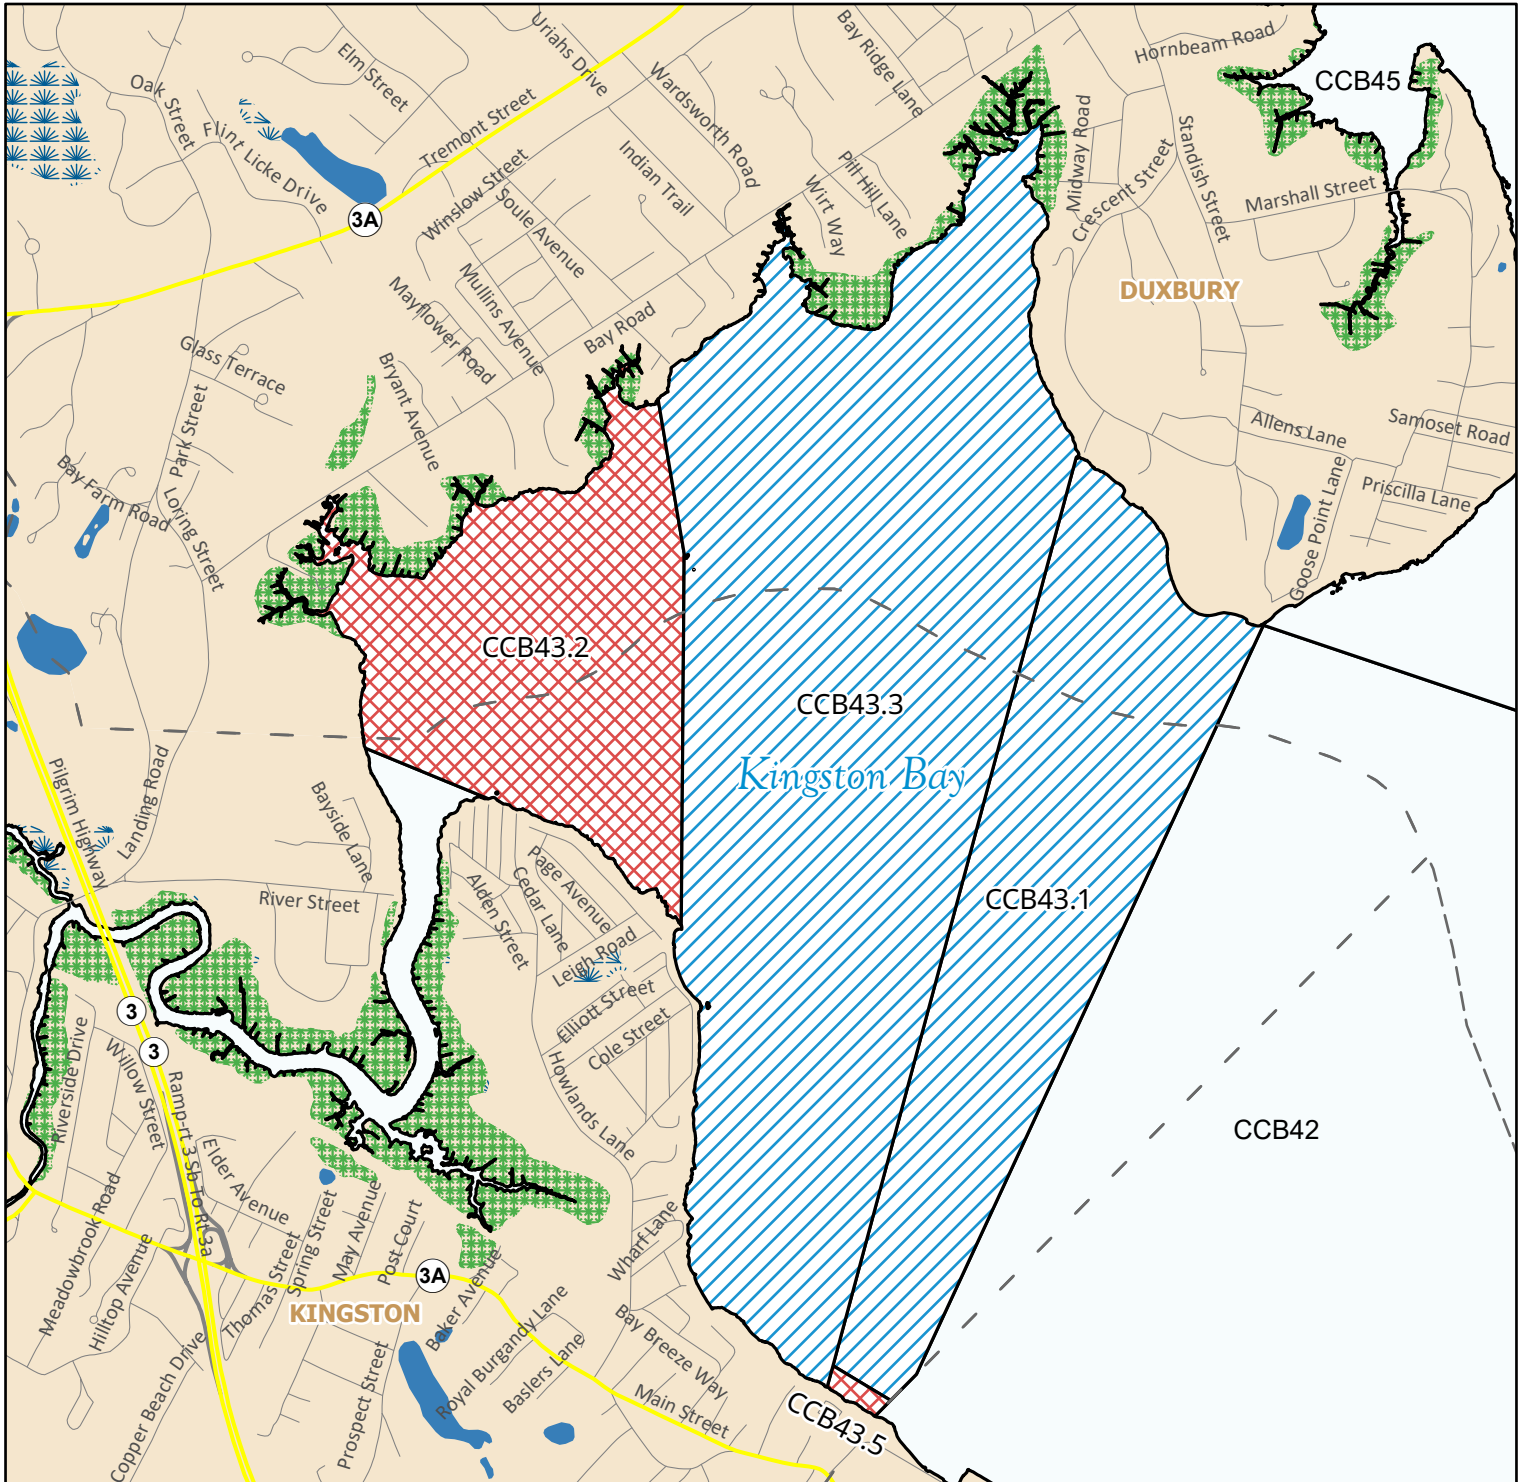 Uriahs Drive
Bay Ridge Lane
Hornbeam Road
Elm Street
CCB45
Oak Street
Wardsworth Road
Flint Licke Drive
Tremont Street
Midway Road
Standish Street
Winslow Street
Indian Trail
Pill Hill Lane
Crescent Street
Marshall Street
3A
Soule Avenue
Wirt Way
Mullins Avenue
DUXBURY
Mayflower Road
Bay Road
Glass Terrace
Bryant Avenue
Park Street
Allens Lane
Samoset Road
Bay Farm Road
Loring Street
Goose Point Lane
Priscilla Lane
CCB43.2
CCB43.3
Kingston Bay
Pilgrim Highway
Landing Road
Bayside Lane
Page Avenue
Cedar Lane
Alden Street
River Street
CCB43.1
Leigh Road
Elliott Street
3
Cole Street
3
Riverside Drive
Willow Street
Ramp-rt 3 Sb To Rt 3a
Howlands Lane
CCB42
Elder Avenue
Meadowbrook Road
Hilltop Avenue
Thomas Street
Spring Street
May Avenue
Post Court
Wharf Lane
3A
KINGSTON
Baker Avenue
Copper Beach Drive
Prospect Street
Royal Burgandy Lane
Baslers Lane
Bay Breeze Way
Main Street
CCB43.5